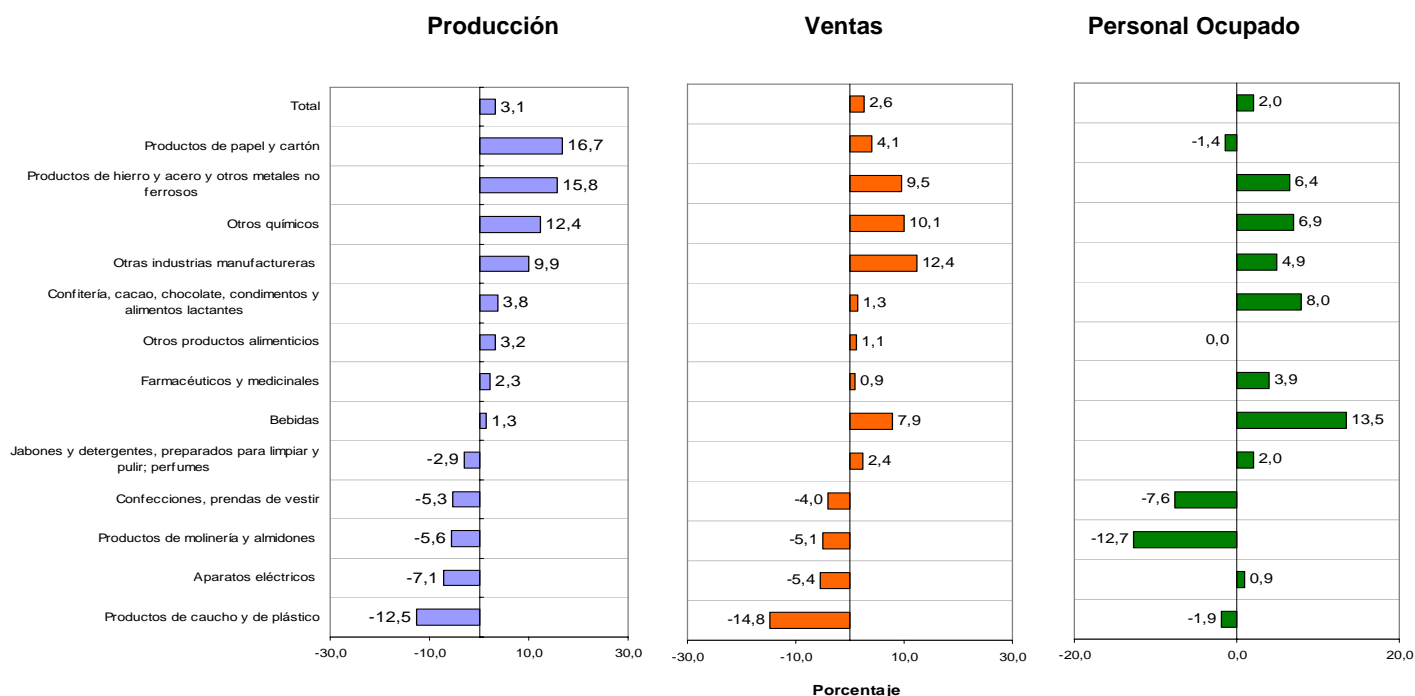 Producción
Ventas
Personal Ocupado
Total
3,1
2,6
2,0
Productos de papel y cartón
16,7
4,1
-1,4
Productos de hierro y acero y otros metales no
ferrosos
15,8
9,5
6,4
Otros químicos
12,4
10,1
6,9
Otras industrias manufactureras
9,9
12,4
4,9
Confitería, cacao, chocolate, condimentos y
alimentos lactantes
3,8
1,3
8,0
Otros productos alimenticios
3,2
1,1
0,0
Farmacéuticos y medicinales
2,3
0,9
3,9
Bebidas
1,3
7,9
13,5
Jabones y detergentes, preparados para limpiar y
pulir; perfumes
-2,9
2,4
2,0
Confecciones, prendas de vestir
-5,3
-4,0
-7,6
Productos de molinería y almidones
-5,6
-5,1
-12,7
Aparatos eléctricos
-7,1
-5,4
0,9
Productos de caucho y de plástico
-12,5
-14,8
-1,9
-30,0 -10,0 10,0 30,0
-30,0 -10,0 10,0 30,0
-20,0 0,0 20,0
Porcentaje